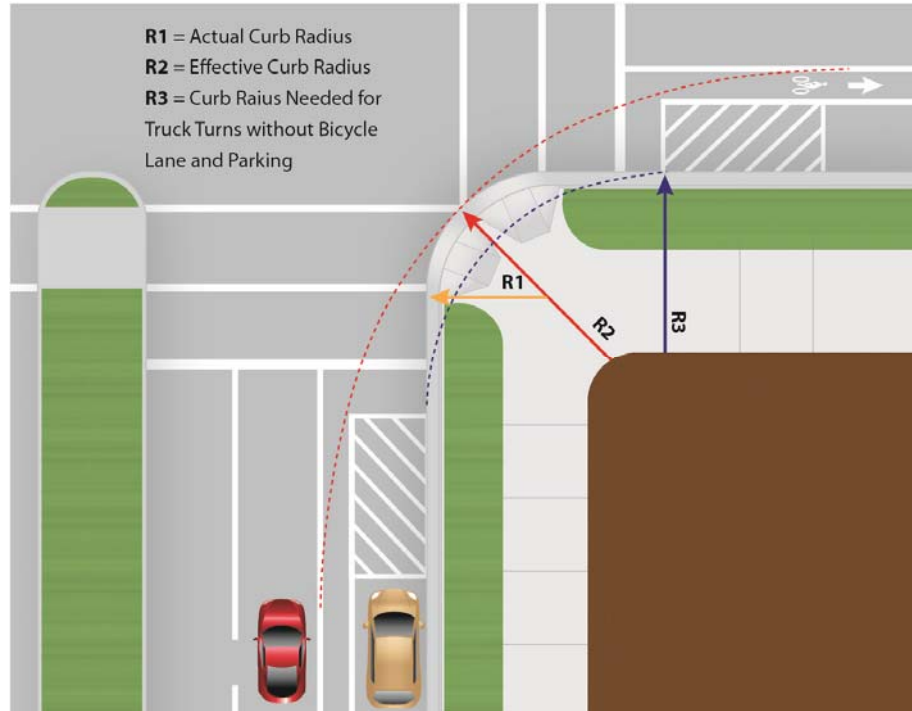 R1 = Actual Curb Radius
R2 = Effective Curb Radius
R3 = Curb Raius Needed for
Truck Turns without Bicycle
Lane and Parking
R1
R2
R3